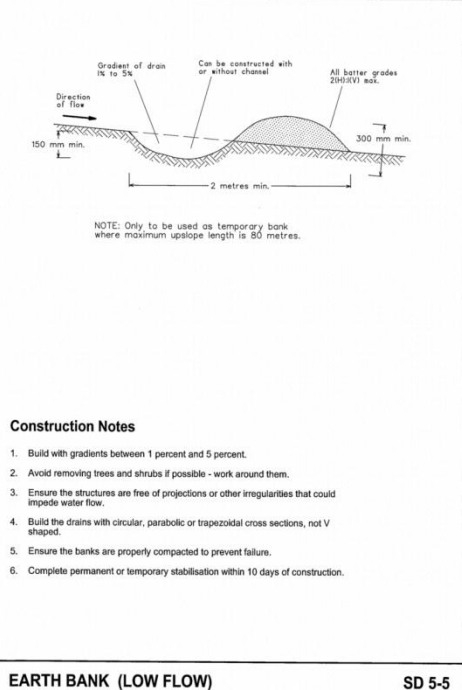 Gradient of drain
1% to 5%
Can be constructed with
or without channel
All batter grades
2(H):1(V) max.
Direction
of flow
150 mm min.
300 mm min.
2 metres min.
NOTE: Only to be used as temporary bank
where maximum upslope length is 80 metres.
Construction Notes
1. Build with gradients between 1 percent and 5 percent.
2. Avoid removing trees and shrubs if possible - work around them.
3. Ensure the structures are free of projections or other irregularities that could
impede water flow.
4. Build the drains with circular, parabolic or trapezoidal cross sections, not V
shaped.
5. Ensure the banks are properly compacted to prevent failure.
6. Complete permanent or temporary stabilisation within 10 days of construction.
EARTH BANK (LOW FLOW)
SD 5-5